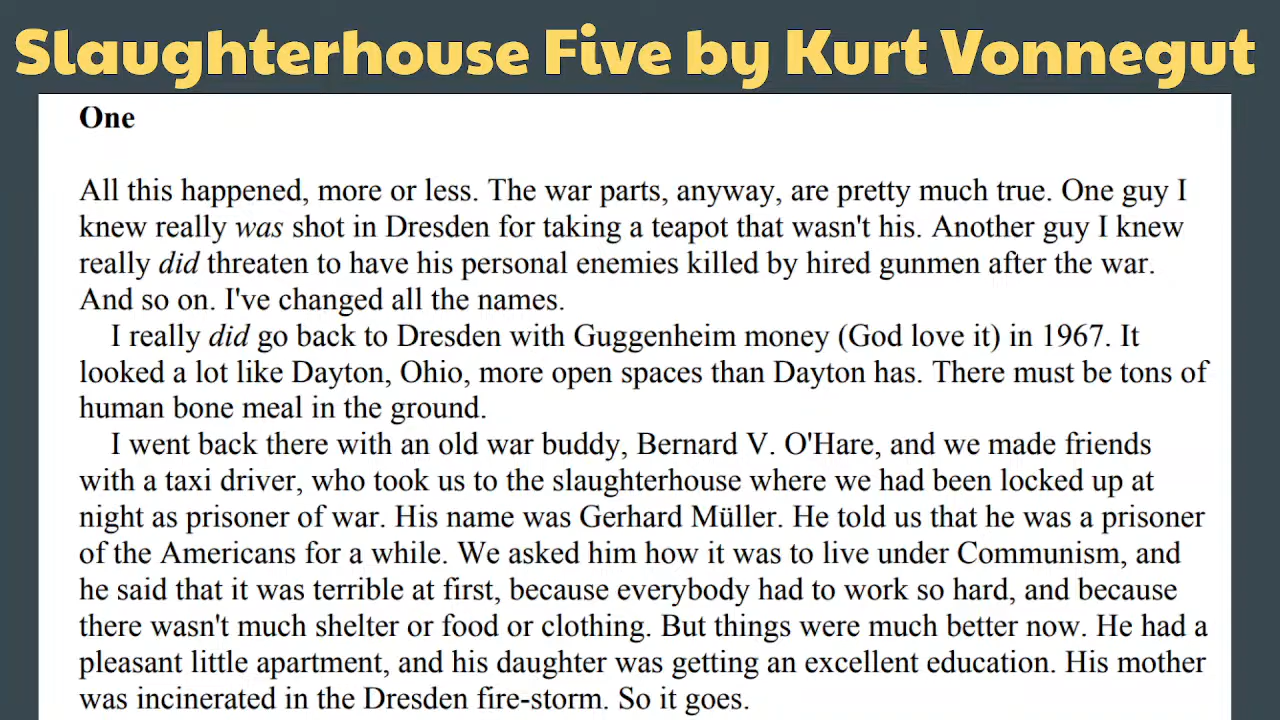 Slaughterhouse Five by Kurt Vonnegut
One
All this happened, more or less. The war parts, anyway, are pretty much true. One guy I
knew really was shot in Dresden for taking a teapot that wasn't his. Another guy I knew
really did threaten to have his personal enemies killed by hired gunmen after the war.
And so on. I've changed all the names.
I really did go back to Dresden with Guggenheim money (God love it) in 1967. It
looked a lot like Dayton, Ohio, more open spaces than Dayton has. There must be tons of
human bone meal in the ground.
I went back there with an old war buddy, Bernard V. O'Hare, and we made friends
with a taxi driver, who took us to the slaughterhouse where we had been locked up at
night as prisoner of war. His name was Gerhard Müller. He told us that he was a prisoner
of the Americans for a while. We asked him how it was to live under Communism, and
he said that it was terrible at first, because everybody had to work so hard, and because
there wasn't much shelter or food or clothing. But things were much better now. He had a
pleasant little apartment, and his daughter was getting an excellent education. His mother
was incinerated in the Dresden fire-storm. So it goes.